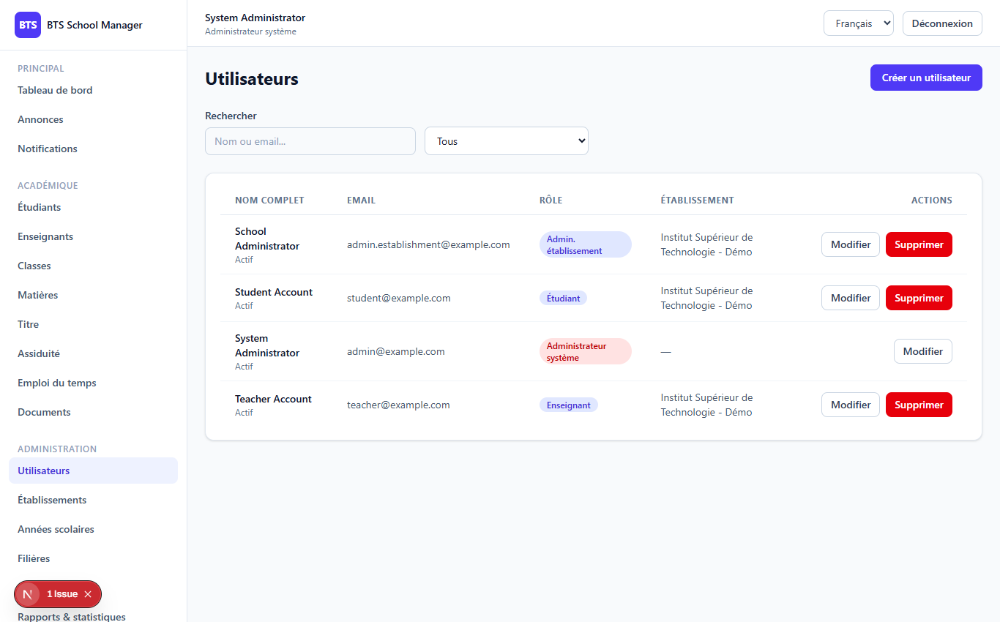 BTS
BTS School Manager
System Administrator
Administrateur système
Français
Déconnexion
PRINCIPAL
Tableau de bord
Annonces
Notifications
ACADÉMIQUE
Étudiants
Enseignants
Classes
Matières
Titre
Assiduité
Emploi du temps
Documents
ADMINISTRATION
Utilisateurs
Établissements
Années scolaires
Filières
N
1 Issue
Rapports & statistiques
Utilisateurs
Créer un utilisateur
Rechercher
Nom ou email...
Tous
NOM COMPLET EMAIL RÔLE ÉTABLISSEMENT ACTIONS
School
Administrator
Actif
admin.establishment@example.com
Admin.
établissement
Institut Supérieur de
Technologie - Démo
Modifier
Supprimer
Student Account
Actif
student@example.com
Étudiant
Institut Supérieur de
Technologie - Démo
Modifier
Supprimer
System
Administrator
Actif
admin@example.com
Administrateur
système
—
Modifier
Teacher Account
Actif
teacher@example.com
Enseignant
Institut Supérieur de
Technologie - Démo
Modifier
Supprimer